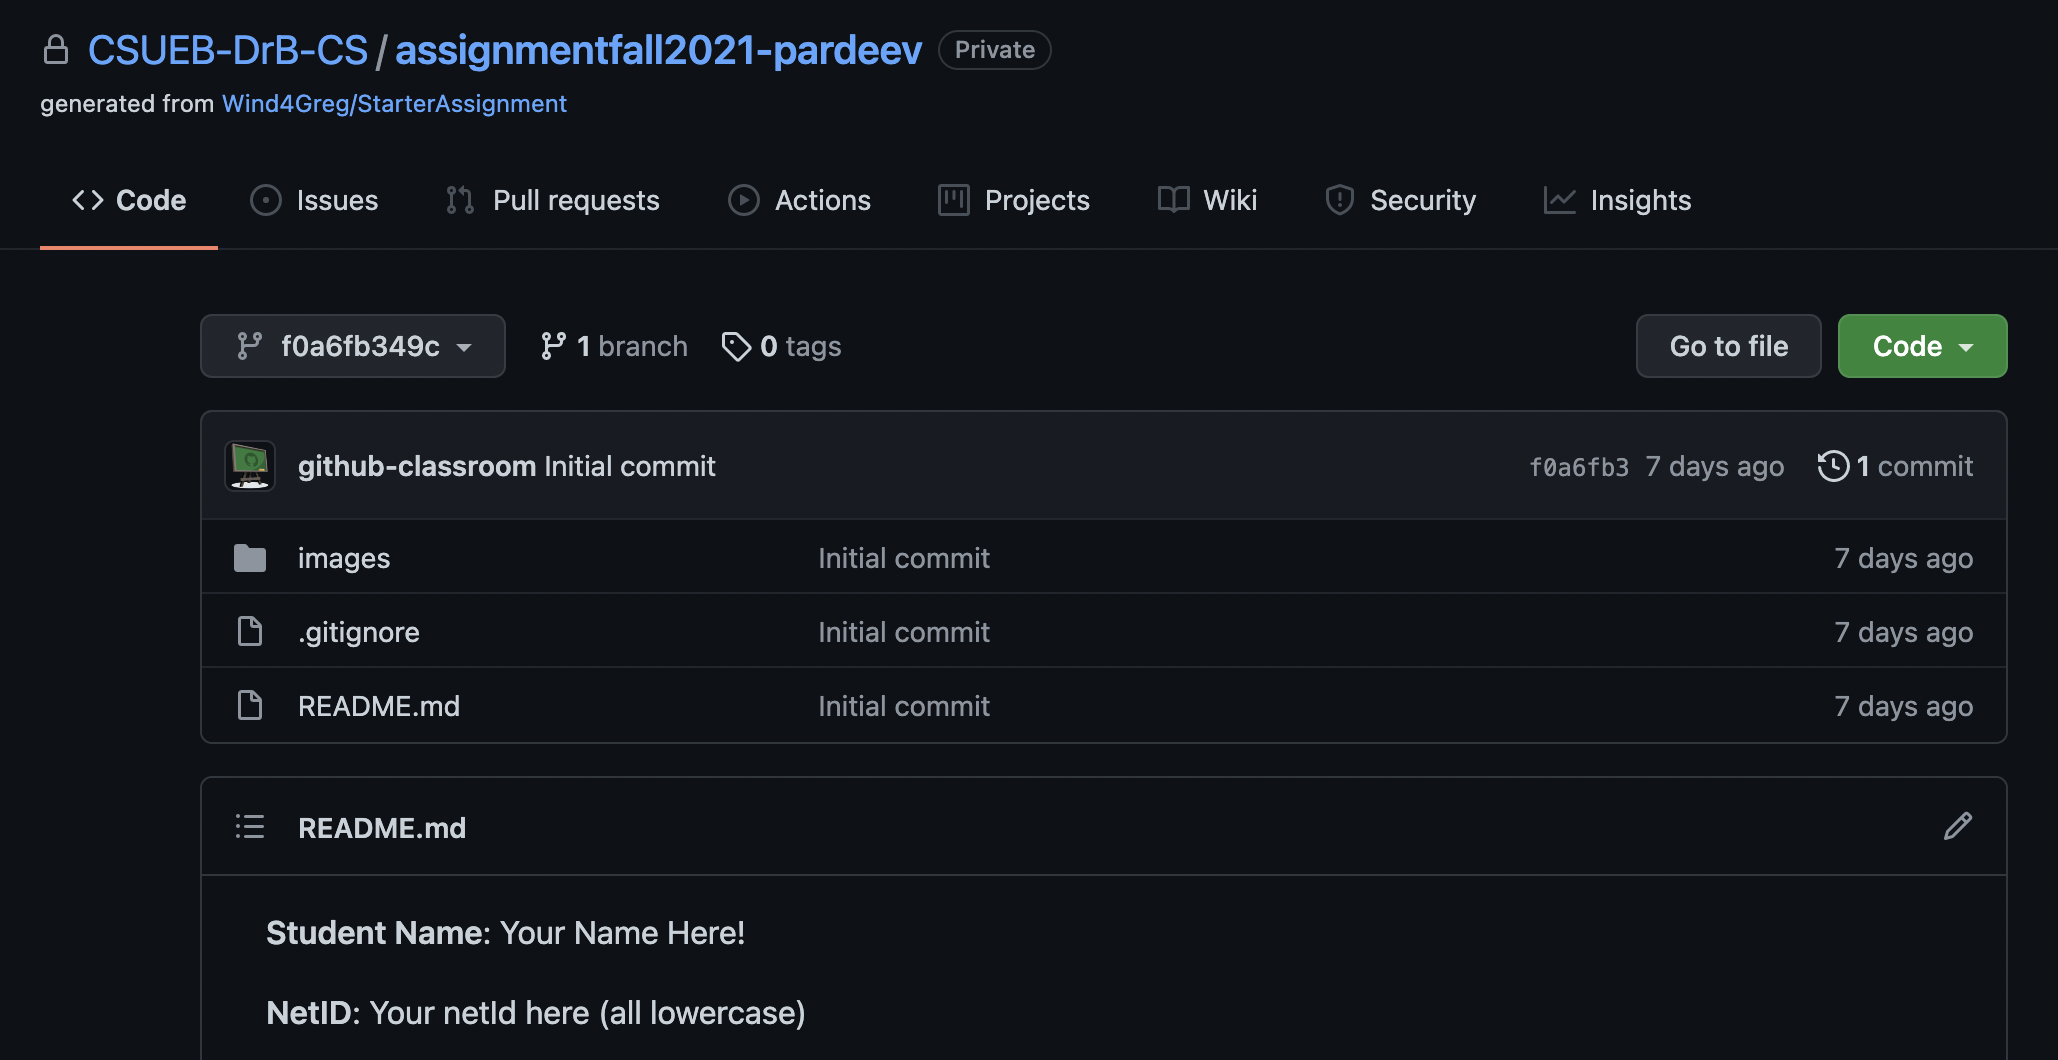 CSUEB-DrB-CS / assignmentfall2021-pardeev Private
generated from Wind4Greg/StarterAssignment
Code Issues Pull requests Actions Projects Wiki Security Insights
f0a6fb349c 1 branch 0 tags Go to file Code
github-classroom Initial commit f0a6fb3 7 days ago 1 commit
images Initial commit 7 days ago
.gitignore Initial commit 7 days ago
README.md Initial commit 7 days ago
README.md
Student Name: Your Name Here!
NetID: Your netId here (all lowercase)